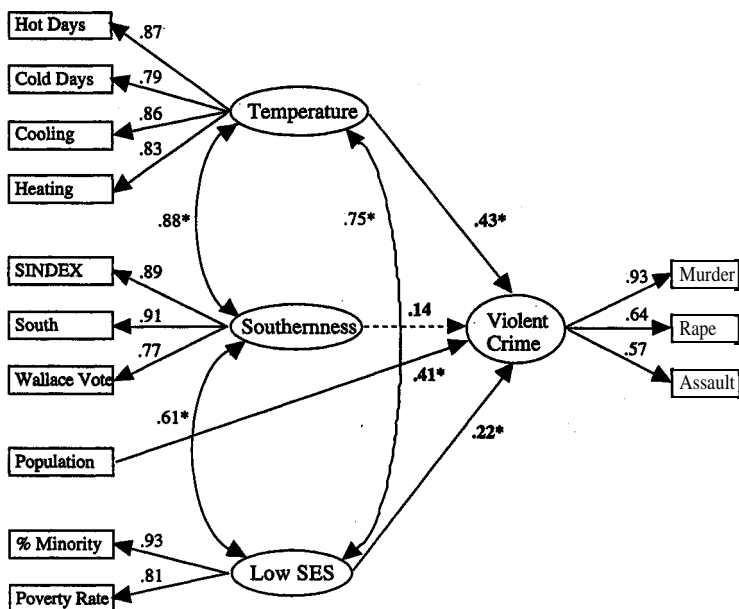 Hot Days
.87
Cold Days
.79
Temperature
Cooling
.86
.83
Heating
.88*
.75*
.43*
SINDEX
.89
.93
Murder
South
.91
Southernness
.14
Violent
Crime
.64
Rape
Wallace Vote
.77
.57
Assault
.61*
.41*
.22*
Population
% Minority
.93
Low SES
.81
Poverty Rate